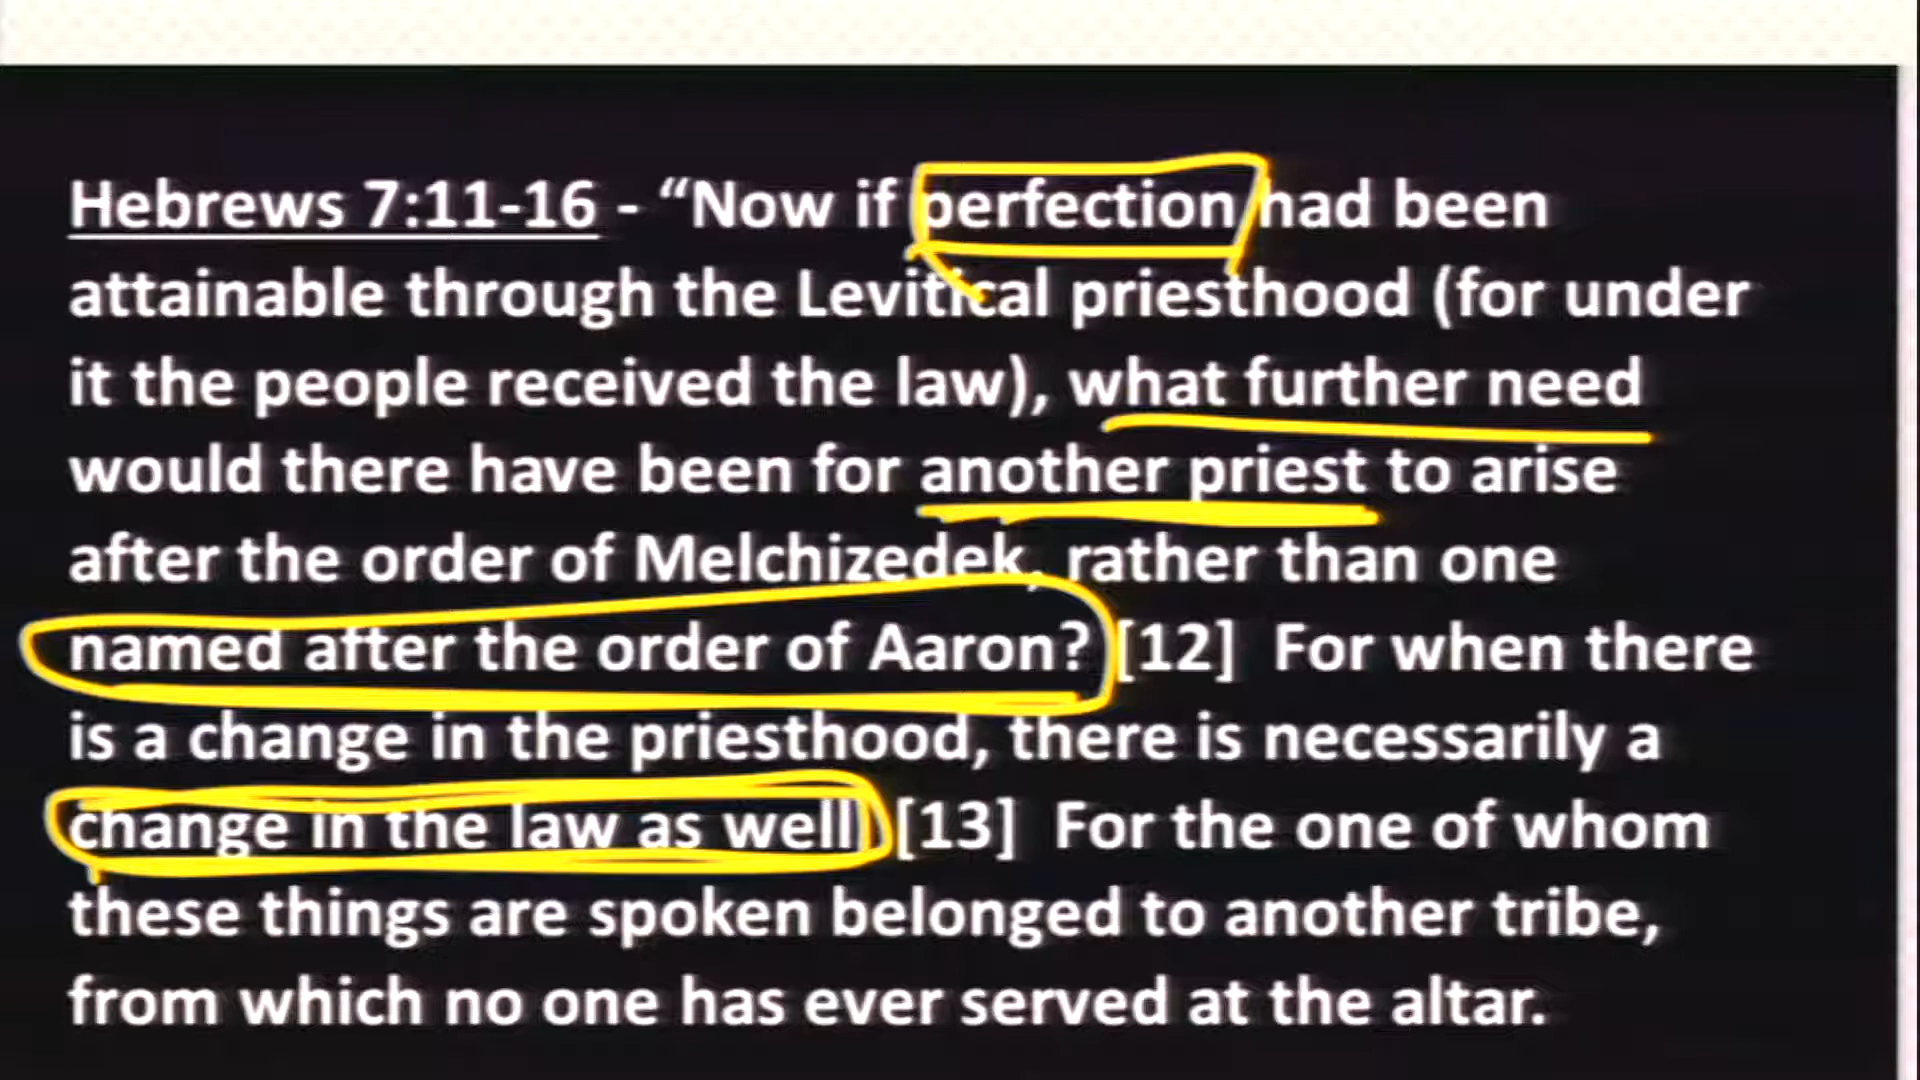 Hebrews 7:11-16 - “Now if perfection had been
attainable through the Levitical priesthood (for under
it the people received the law), what further need
would there have been for another priest to arise
after the order of Melchizedek, rather than one
named after the order of Aaron? [12] For when there
is a change in the priesthood, there is necessarily a
change in the law as well [13] For the one of whom
these things are spoken belonged to another tribe,
from which no one has ever served at the altar.